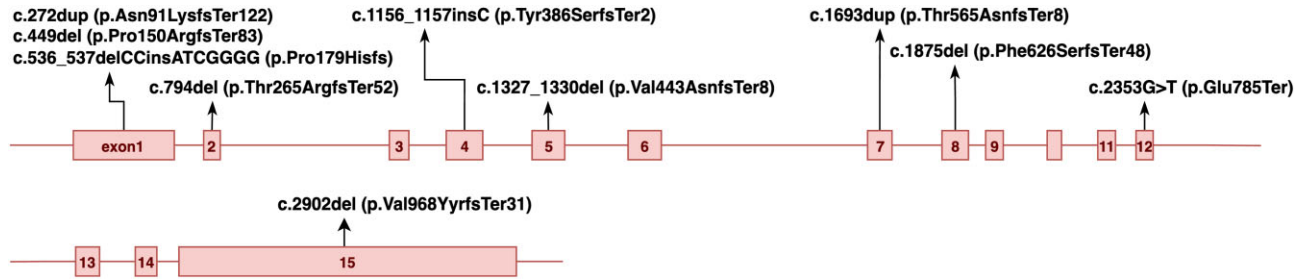 c.272dup (p.Asn91LysfsTer122)
c.449del (p.Pro150ArgfsTer83)
c.536_537delCCinsATCGGGG (p.Pro179Hisfs)
c.794del (p.Thr265ArgfsTer52)
c.1156_1157insC (p.Tyr386SerfsTer2)
c.1327_1330del (p.Val443AsnfsTer8)
c.1693dup (p.Thr565AsnfsTer8)
c.1875del (p.Phe626SerfsTer48)
c.2353G>T (p.Glu785Ter)
exon1 2 3 4 5 6 7 8 9 11 12
c.2902del (p.Val968YyrfsTer31)
13 14 15